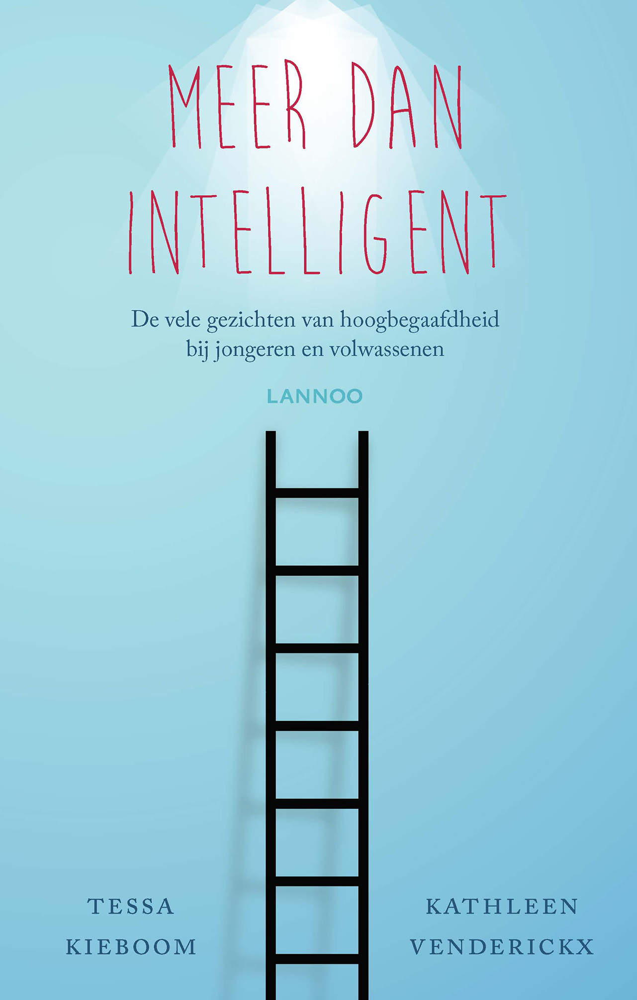 MEER DAN
INTELLIGENT
De vele gezichten van hoogbegaafdheid
bij jongeren en volwassenen
LANNOO
TESSA
KIEBOOM
KATHLEEN
VENDERICKX